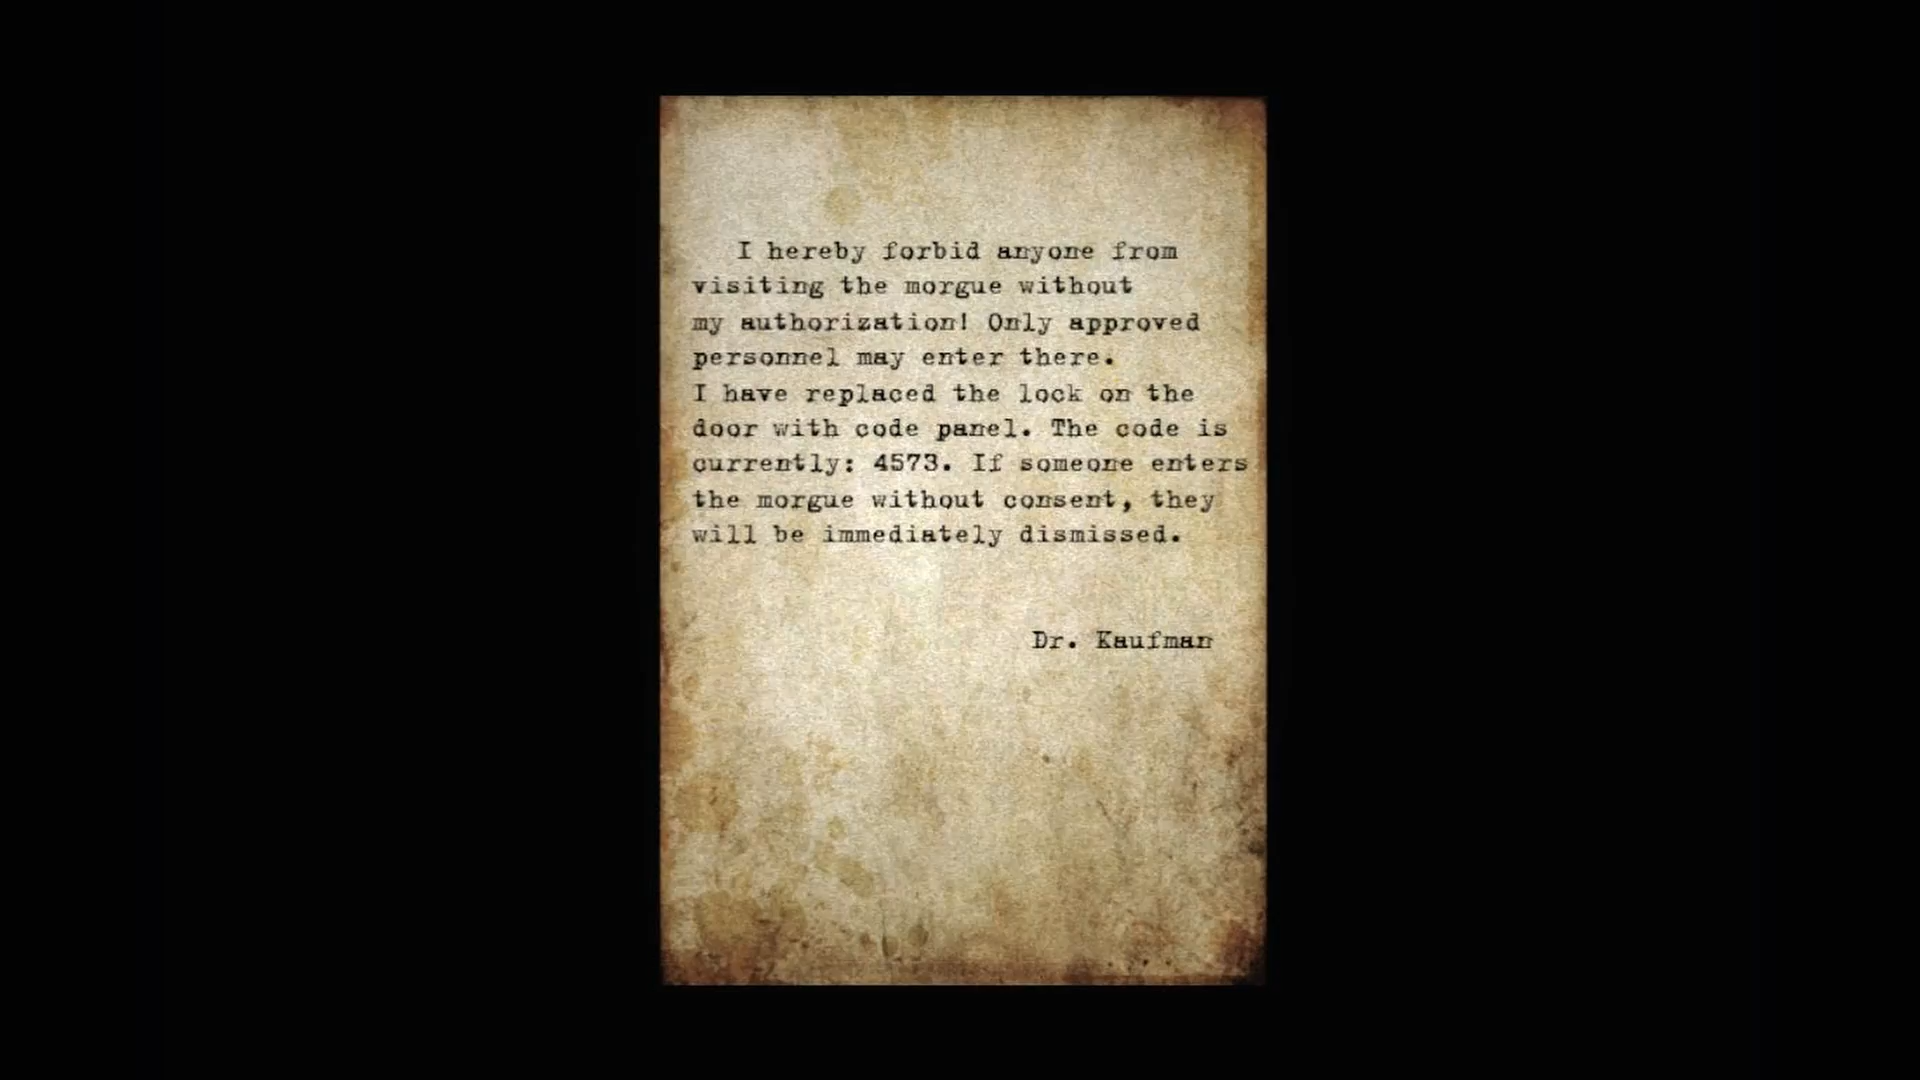 I hereby forbid anyone from
visiting the morgue without
my authorization! Only approved
personnel may enter there.
I have replaced the lock on the
door with code panel. The code is
currently: 4573. If someone enters
the morgue without consent, they
will be immediately dismissed.
Dr. Kaufman